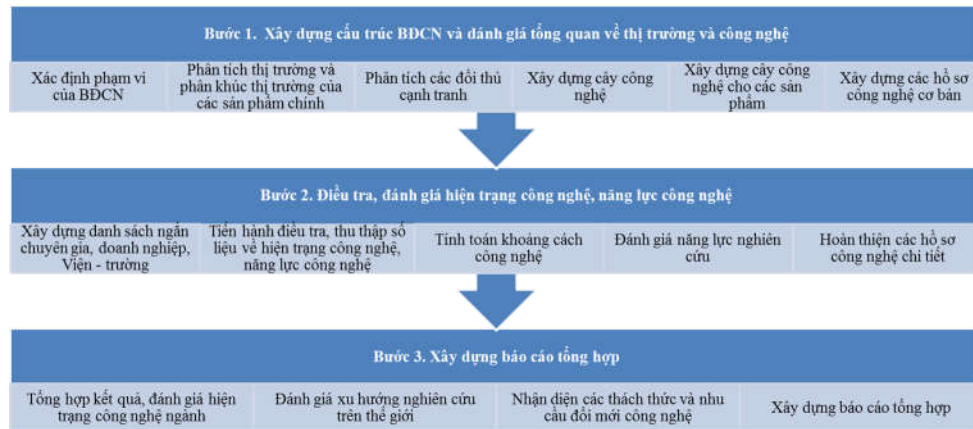 Bước 1. Xây dựng cấu trúc BĐCN và đánh giá tổng quan về thị trường và công nghệ
Xác định phạm vi
của BĐCN
Phân tích thị trường và
phân khúc thị trường của
các sản phẩm chính
Phân tích các đối thủ
cạnh tranh
Xây dựng cây công
nghệ
Xây dựng cây công
nghệ cho các sản
phẩm
Xây dựng các hồ sơ
công nghệ cơ bản
Bước 2. Điều tra, đánh giá hiện trạng công nghệ, năng lực công nghệ
Xây dựng danh sách ngắn
chuyên gia, doanh nghiệp,
Viện - trường
Tiến hành điều tra, thu thập số
liệu về hiện trạng công nghệ,
năng lực công nghệ
Tính toán khoảng cách
công nghệ
Đánh giá năng lực nghiên
cứu
Hoàn thiện các hồ sơ
công nghệ chi tiết
Bước 3. Xây dựng báo cáo tổng hợp
Tổng hợp kết quả, đánh giá hiện
trạng công nghệ ngành
Đánh giá xu hướng nghiên cứu
trên thế giới
Nhận diện các thách thức và nhu
cầu đổi mới công nghệ
Xây dựng báo cáo tổng hợp